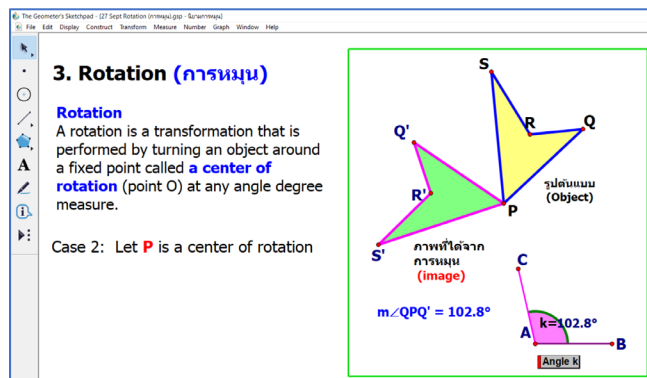 The Geometer's Sketchpad - [27 Sept Rotation (การหมุน).gsp - นิยามการหมุน]
File Edit Display Construct Transform Measure Number Graph Window Help
3. Rotation (การหมุน)
Rotation
A rotation is a transformation that is
performed by turning an object around
a fixed point called a center of
rotation (point O) at any angle degree
measure.
Case 2: Let P is a center of rotation
S
R
Q
Q'
R'
P
S'
รูปต้นแบบ
(Object)
ภาพที่ได้จาก
การหมุน
(image)
m∠QPQ' = 102.8°
C
k=102.8°
A
B
Angle k
A